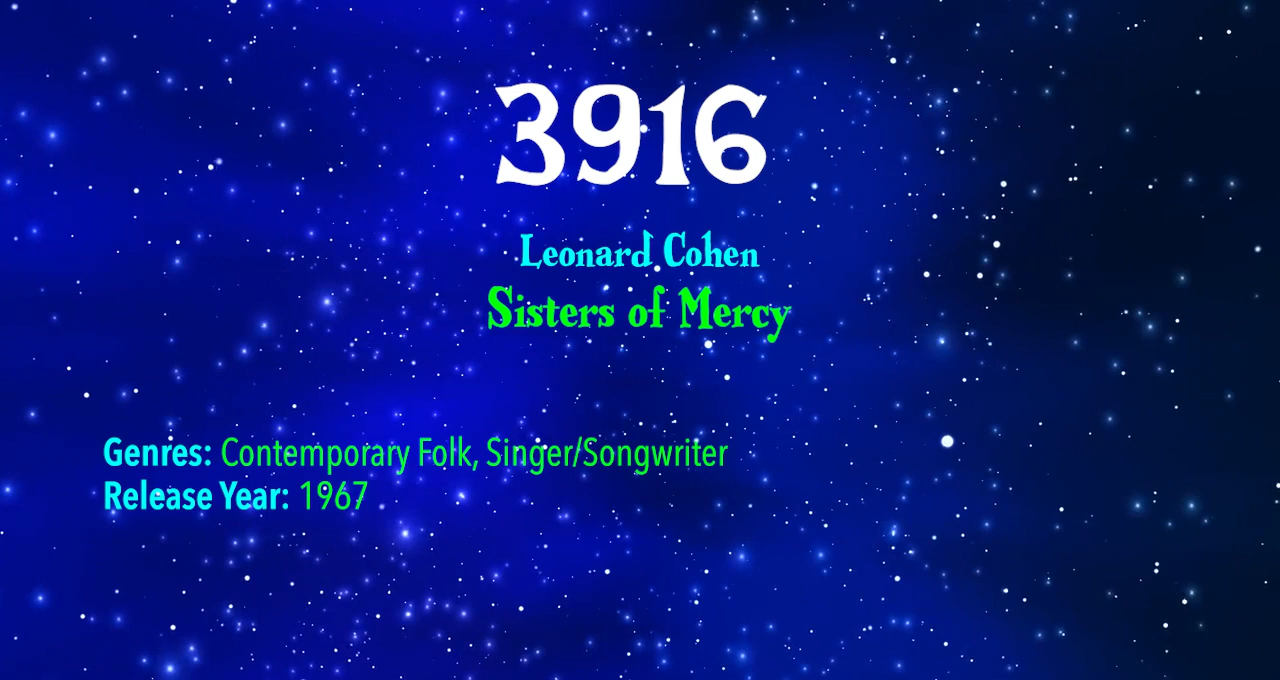 3916
Leonard Cohen
Sisters of Mercy
Genres: Contemporary Folk, Singer/Songwriter
Release Year: 1967